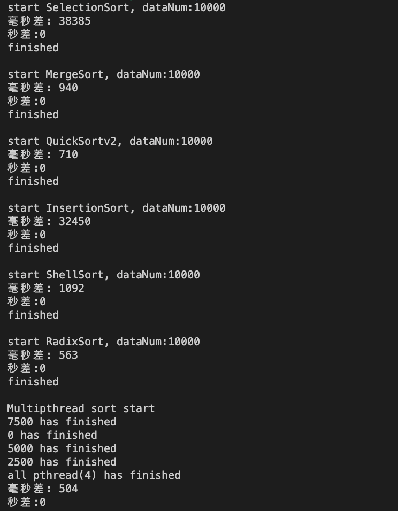 start SelectionSort, dataNum:10000
毫秒差: 38385
秒差:0
finished
start MergeSort, dataNum:10000
毫秒差: 940
秒差:0
finished
start QuickSortv2, dataNum:10000
毫秒差: 710
秒差:0
finished
start InsertionSort, dataNum:10000
毫秒差: 32450
秒差:0
finished
start ShellSort, dataNum:10000
毫秒差: 1092
秒差:0
finished
start RadixSort, dataNum:10000
毫秒差: 563
秒差:0
finished
Multipthread sort start
7500 has finished
0 has finished
5000 has finished
2500 has finished
all pthread(4) has finished
毫秒差: 504
秒差:0